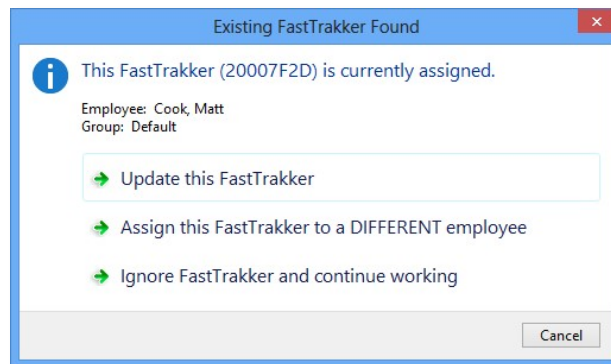 Existing FastTrakker Found
This FastTrakker (20007F2D) is currently assigned.
Employee: Cook, Matt
Group: Default
Update this FastTrakker
Assign this FastTrakker to a DIFFERENT employee
Ignore FastTrakker and continue working
Cancel